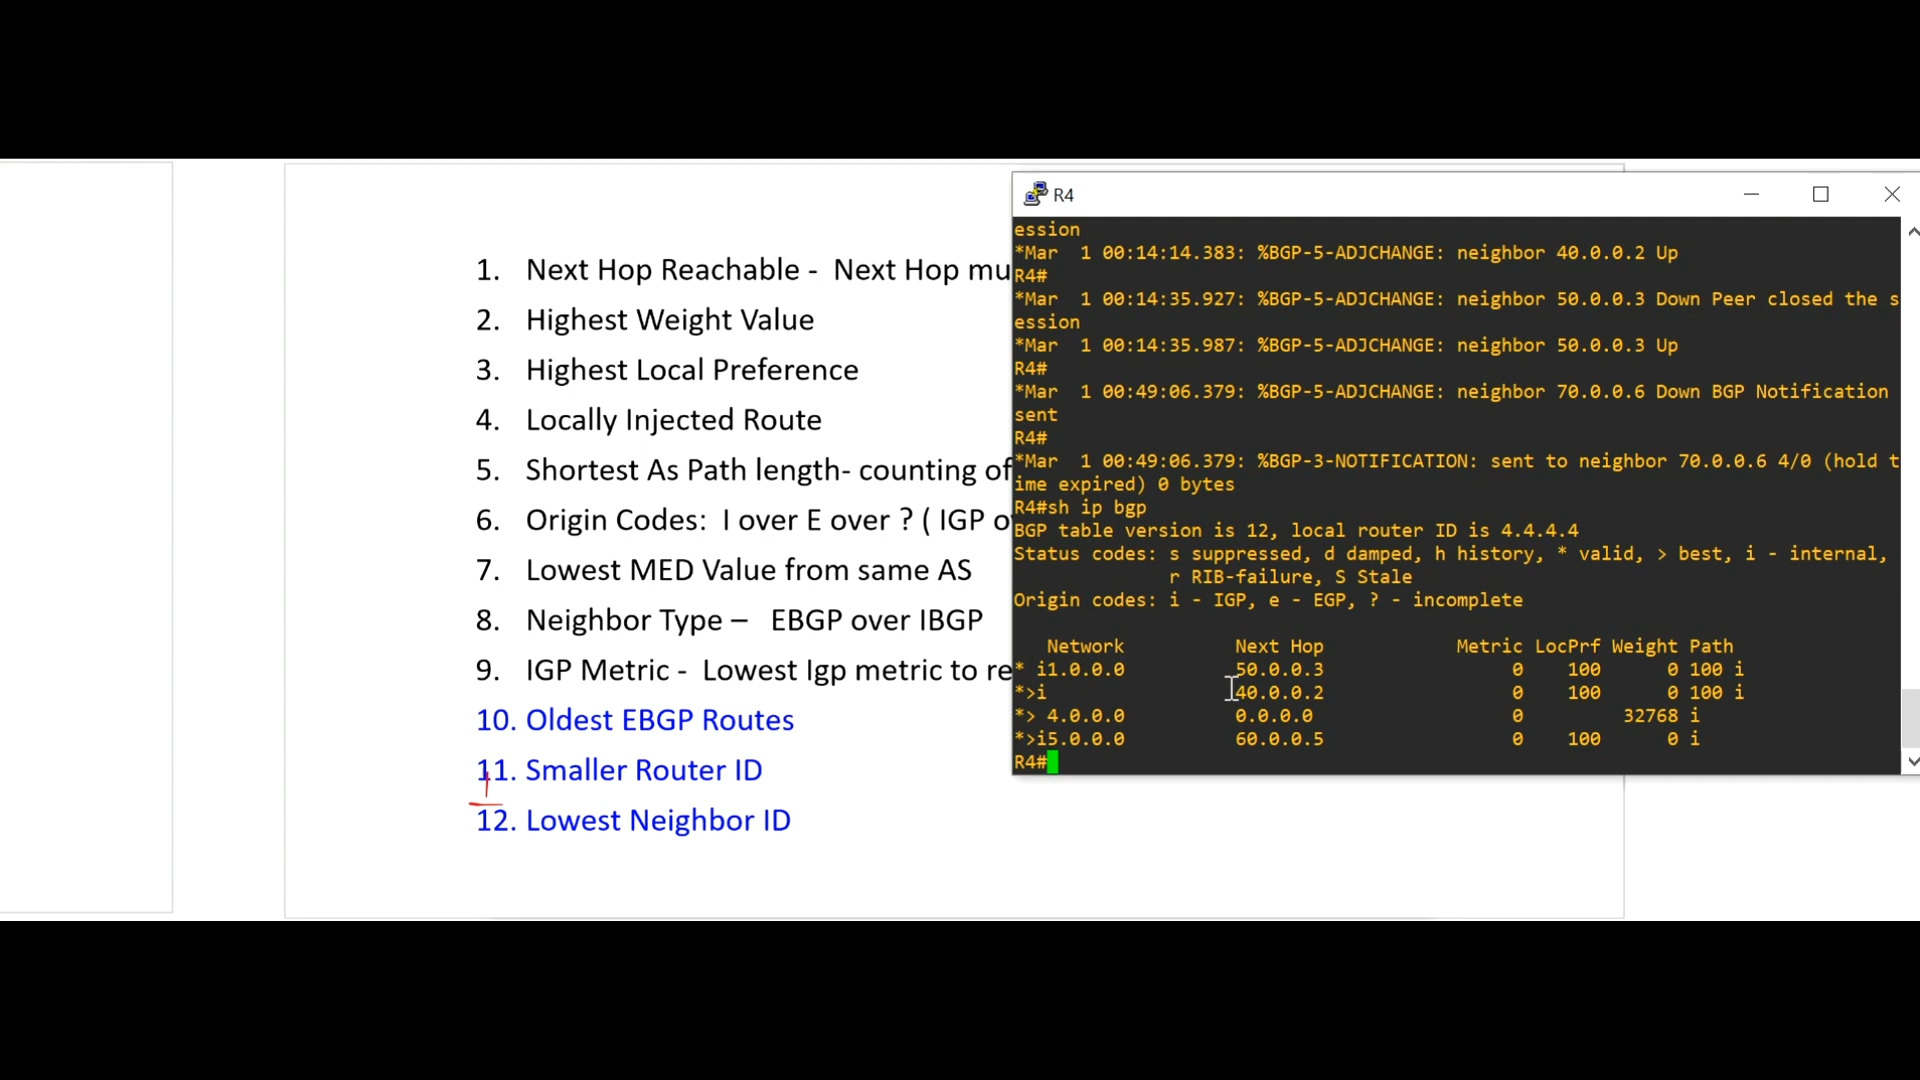 1. Next Hop Reachable - Next Hop mu
2. Highest Weight Value
3. Highest Local Preference
4. Locally Injected Route
5. Shortest As Path length- counting of
6. Origin Codes: I over E over ? ( IGP o
7. Lowest MED Value from same AS
8. Neighbor Type – EBGP over IBGP
9. IGP Metric - Lowest Igp metric to re
10. Oldest EBGP Routes
11. Smaller Router ID
12. Lowest Neighbor ID
R4
ession
*Mar  1 00:14:14.383: %BGP-5-ADJCHANGE: neighbor 40.0.0.2 Up
R4#
*Mar  1 00:14:35.927: %BGP-5-ADJCHANGE: neighbor 50.0.0.3 Down Peer closed the s
ession
*Mar  1 00:14:35.987: %BGP-5-ADJCHANGE: neighbor 50.0.0.3 Up
R4#
*Mar  1 00:49:06.379: %BGP-5-ADJCHANGE: neighbor 70.0.0.6 Down BGP Notification
sent
R4#
*Mar  1 00:49:06.379: %BGP-3-NOTIFICATION: sent to neighbor 70.0.0.6 4/0 (hold t
ime expired) 0 bytes
R4#sh ip bgp
BGP table version is 12, local router ID is 4.4.4.4
Status codes: s suppressed, d damped, h history, * valid, > best, i - internal,
              r RIB-failure, S Stale
Origin codes: i - IGP, e - EGP, ? - incomplete
   Network          Next Hop            Metric LocPrf Weight Path
* i1.0.0.0          50.0.0.3                 0    100      0 100 i
*>i                 40.0.0.2                 0    100      0 100 i
*> 4.0.0.0          0.0.0.0                  0         32768 i
*>i5.0.0.0          60.0.0.5                 0    100      0 i
R4#